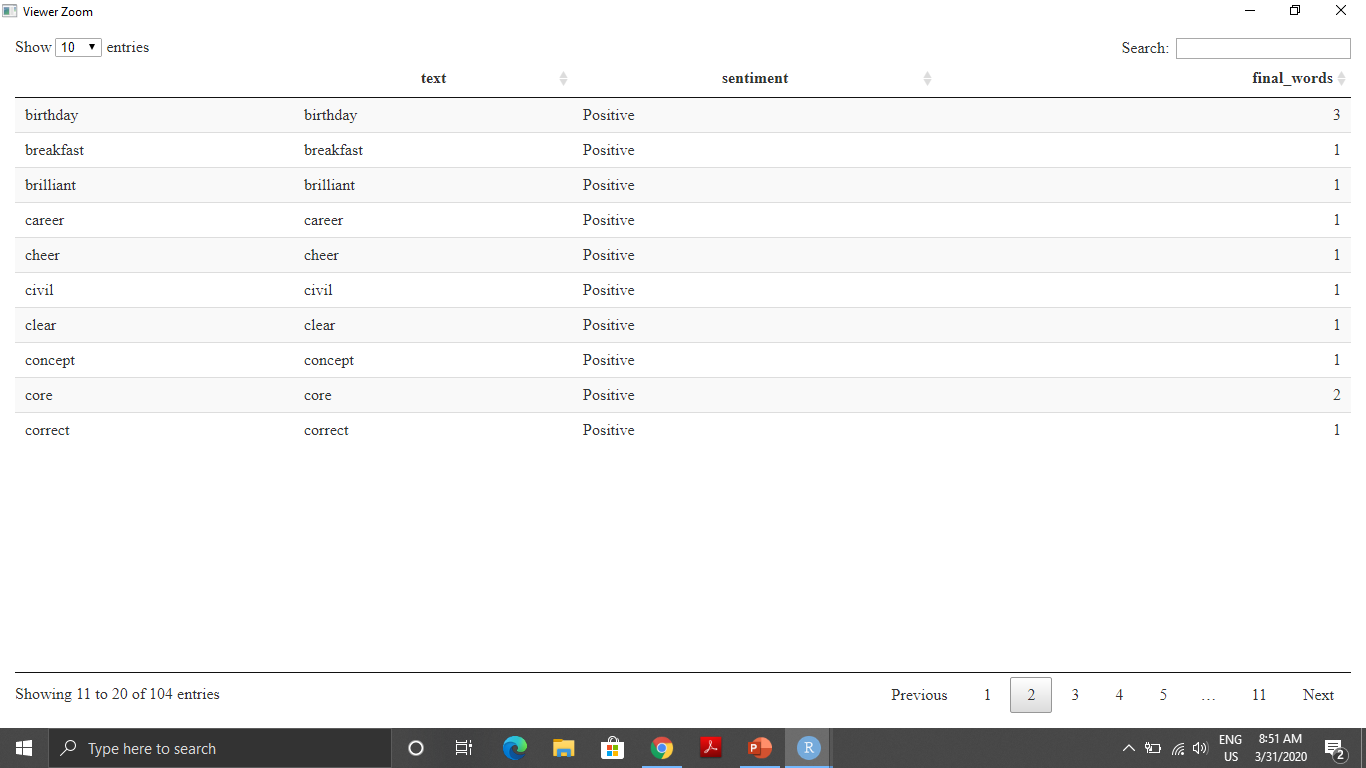 Viewer Zoom
Show 10 entries Search:
text sentiment final_words
birthday birthday Positive 3
breakfast breakfast Positive 1
brilliant brilliant Positive 1
career career Positive 1
cheer cheer Positive 1
civil civil Positive 1
clear clear Positive 1
concept concept Positive 1
core core Positive 2
correct correct Positive 1
Showing 11 to 20 of 104 entries Previous 1 2 3 4 5 … 11 Next
Type here to search P R ENG 8:51 AM
US 3/31/2020 2